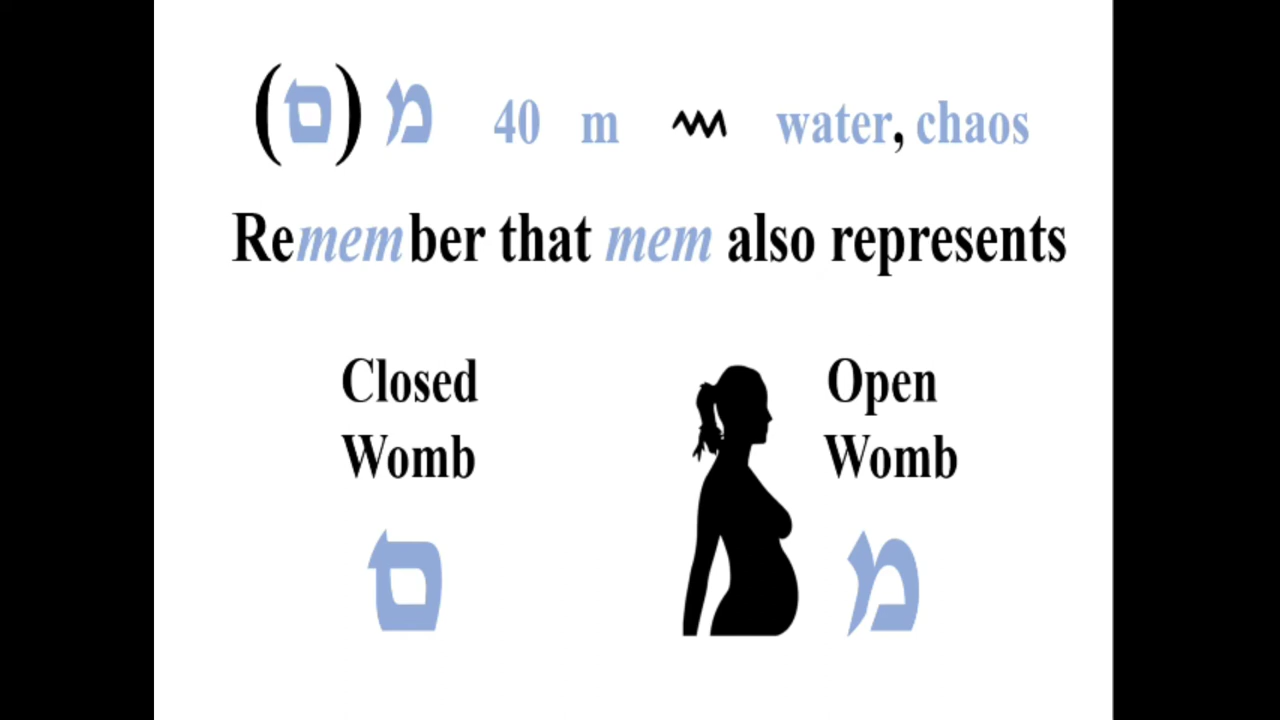 (ם) מ 40 m water, chaos
Remember that mem also represents
Closed
Womb
Open
Womb
ם
מ